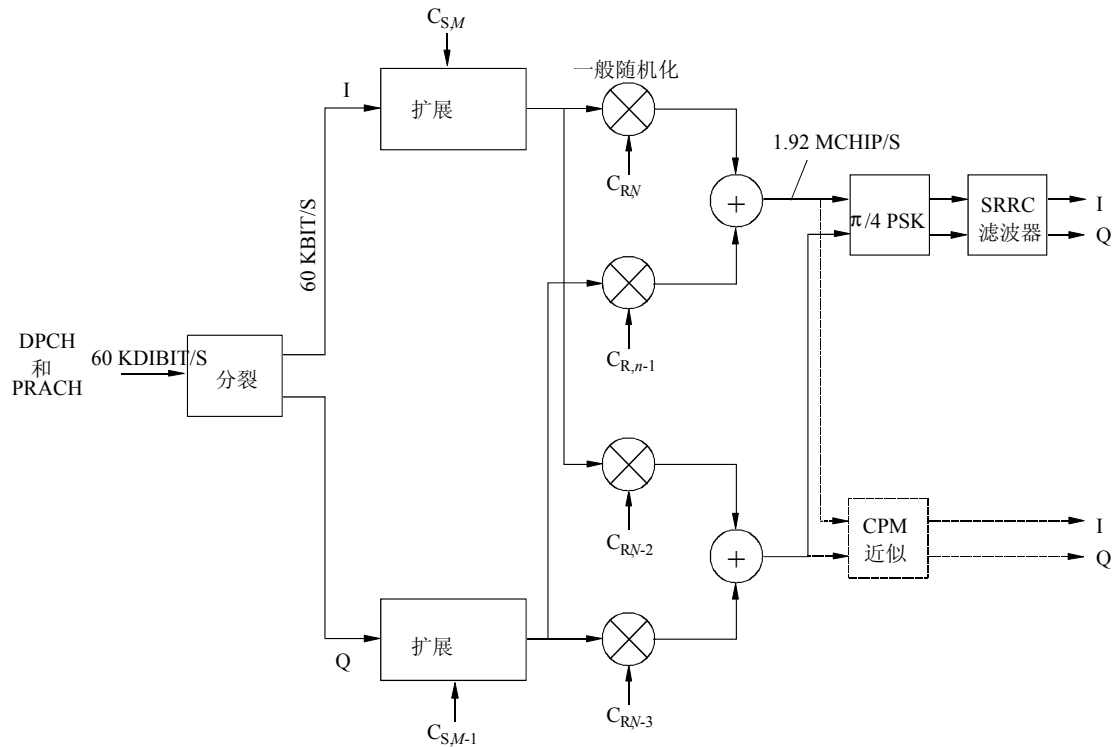 C_S,M
I
扩展
一般随机化
C_R,N
60 KBIT/S
1.92 MCHIP/S
+
π/4 PSK
SRRC
滤波器
I
Q
C_R,n-1
DPCH
和
PRACH
60 KDIBIT/S
分裂
C_R,N-2
+
CPM
近似
I
Q
Q
扩展
C_R,N-3
C_S,M-1